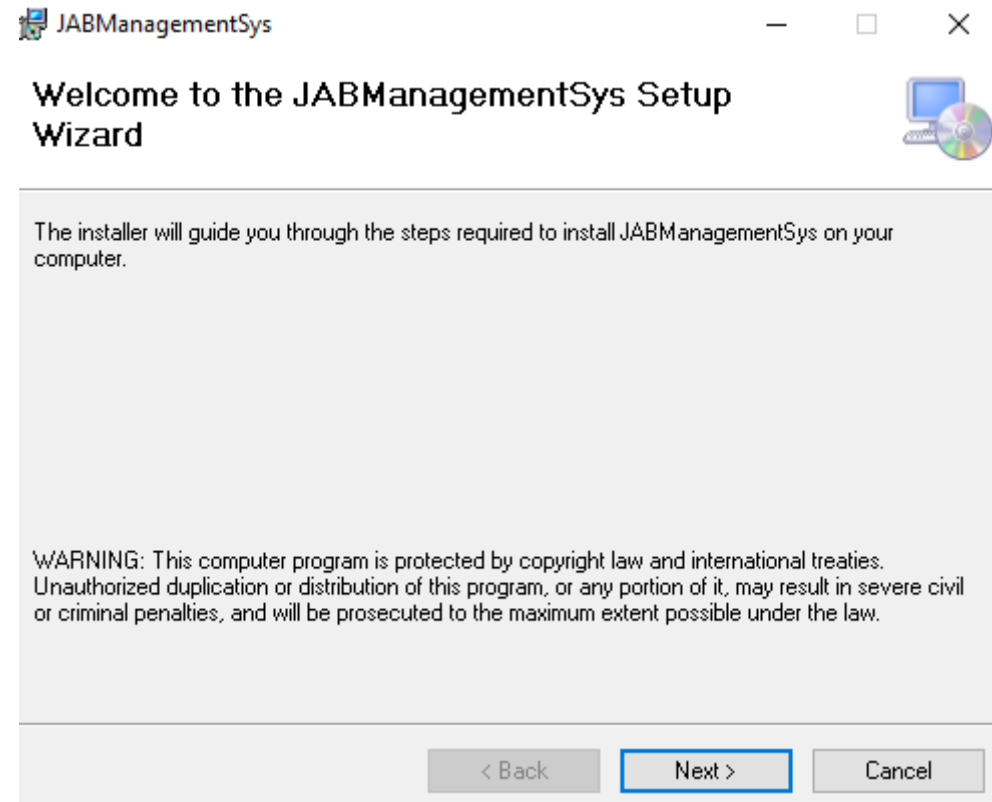 JABManagementSys
Welcome to the JABManagementSys Setup
Wizard
The installer will guide you through the steps required to install JABManagementSys on your
computer.
WARNING: This computer program is protected by copyright law and international treaties.
Unauthorized duplication or distribution of this program, or any portion of it, may result in severe civil
or criminal penalties, and will be prosecuted to the maximum extent possible under the law.
< Back Next > Cancel